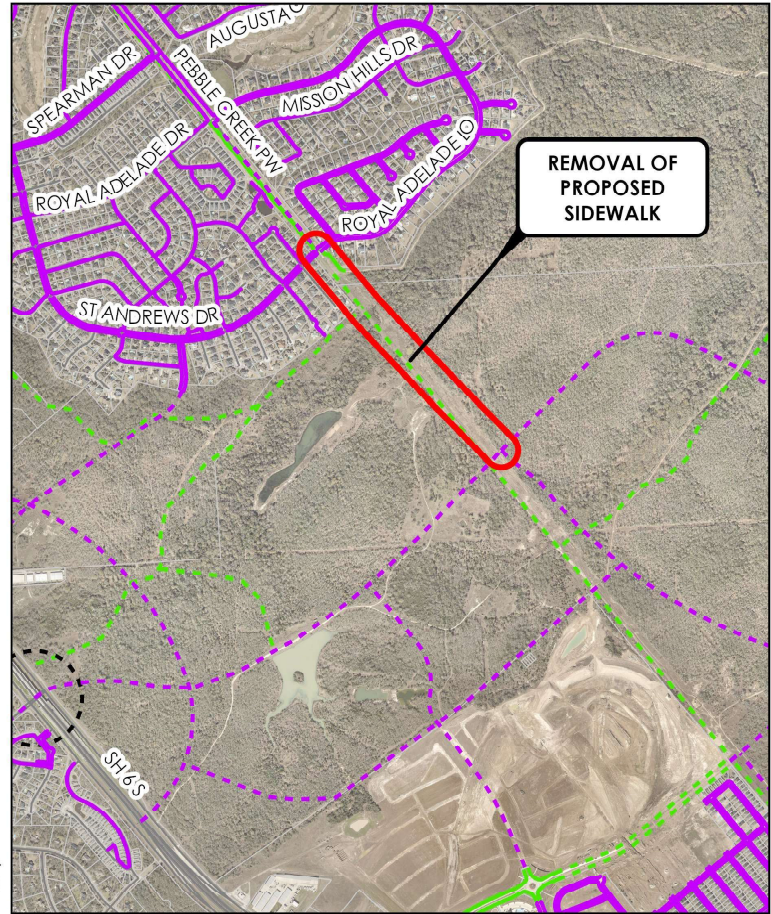 AUGUSTA C
SPEARMAN DR
PEBBLE CREEK PW
MISSION HILLS DR
ROYAL ADELADE DR
ROYAL ADELADE LO
REMOVAL OF
PROPOSED
SIDEWALK
ST ANDREWS DR
SH 6 S